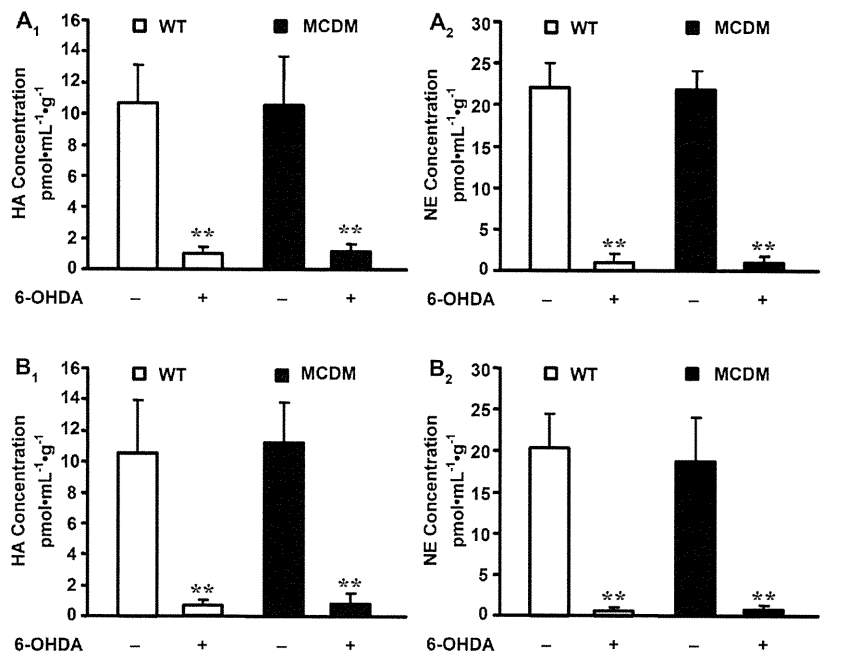 A1 16 □ WT ■ MCDM
14
12
10
8
6
4
2
0
HA Concentration
pmol•mL-1•g-1
** **
6-OHDA – + – +
A2 30 □ WT ■ MCDM
25
20
15
10
5
0
NE Concentration
pmol•mL-1•g-1
** **
6-OHDA – + – +
B1 16 □ WT ■ MCDM
14
12
10
8
6
4
2
0
HA Concentration
pmol•mL-1•g-1
** **
6-OHDA – + – +
B2 30 □ WT ■ MCDM
25
20
15
10
5
0
NE Concentration
pmol•mL-1•g-1
** **
6-OHDA – + – +